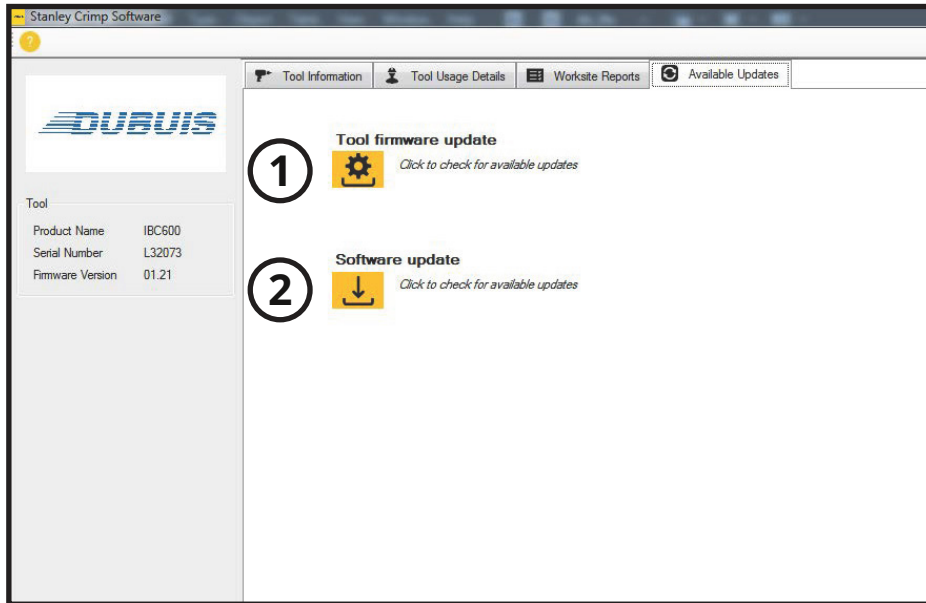 Stanley Crimp Software
?
Tool Information
Tool Usage Details
Worksite Reports
Available Updates
DUBUIS
Tool
Product Name IBC600
Serial Number L32073
Firmware Version 01.21
1
Tool firmware update
Click to check for available updates
2
Software update
Click to check for available updates